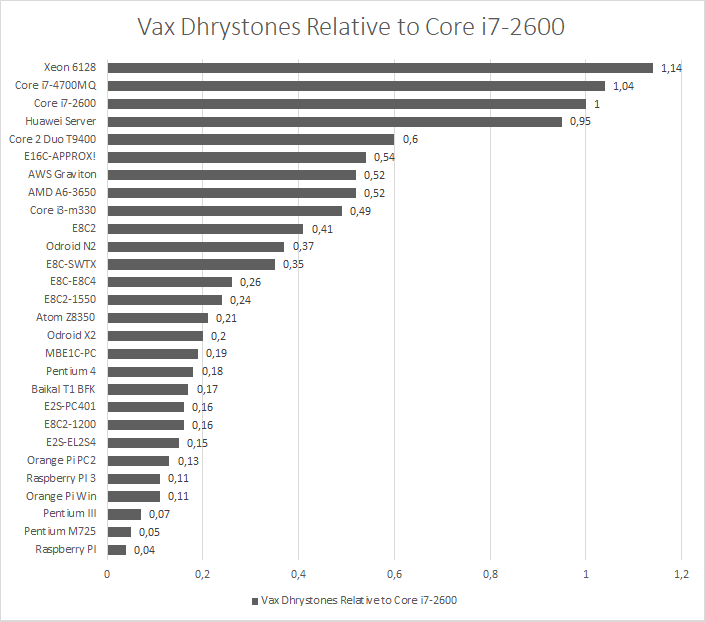 Vax Dhrystones Relative to Core i7-2600
Xeon 6128 1,14
Core i7-4700MQ 1,04
Core i7-2600 1
Huawei Server 0,95
Core 2 Duo T9400 0,6
E16C-APPROX! 0,54
AWS Graviton 0,52
AMD A6-3650 0,52
Core i3-m330 0,49
E8C2 0,41
Odroid N2 0,37
E8C-SWTX 0,35
E8C-E8C4 0,26
E8C2-1550 0,24
Atom Z8350 0,21
Odroid X2 0,2
MBE1C-PC 0,19
Pentium 4 0,18
Baikal T1 BFK 0,17
E2S-PC401 0,16
E8C2-1200 0,16
E2S-EL2S4 0,15
Orange Pi PC2 0,13
Raspberry PI 3 0,11
Orange Pi Win 0,11
Pentium III 0,07
Pentium M725 0,05
Raspberry PI 0,04
0 0,2 0,4 0,6 0,8 1 1,2
Vax Dhrystones Relative to Core i7-2600